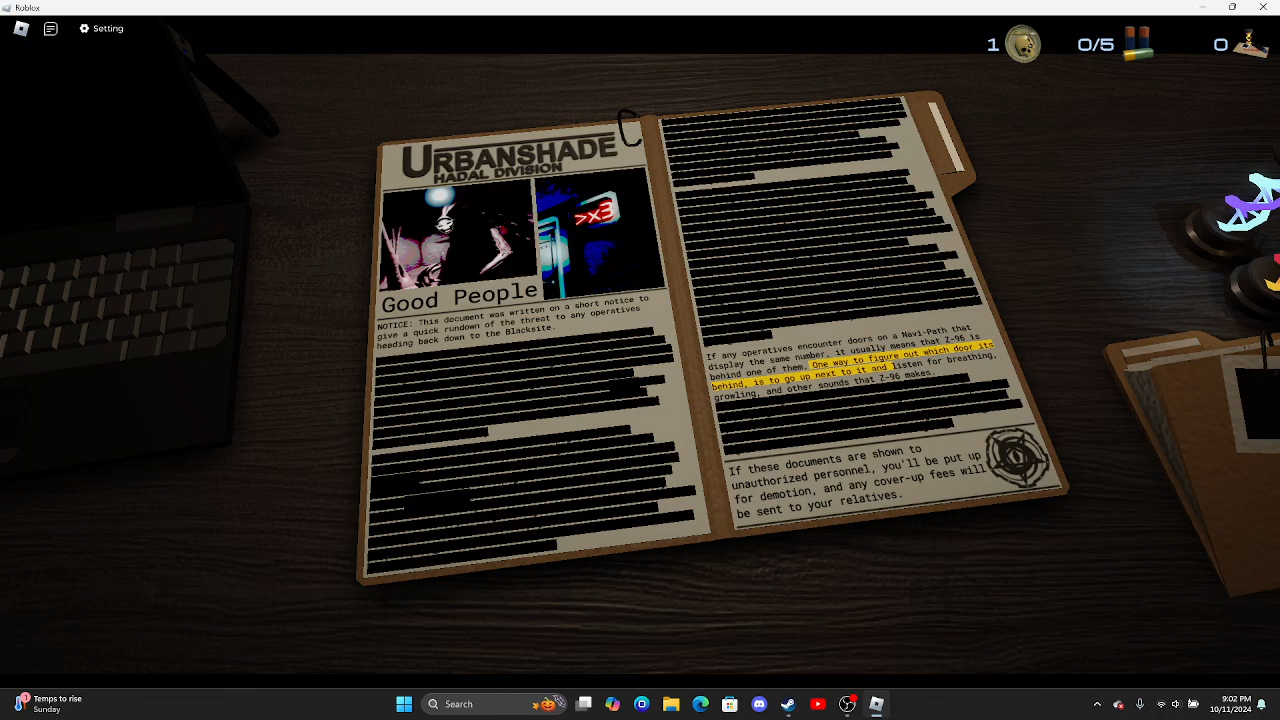 Roblox
Setting
1
0/5
0
URBANSHADE
HADAL DIVISION
>x3
Good People
NOTICE: This document was written on a short notice to
give a quick rundown of the threat to any operatives
heading back down to the Blacksite.
If any operatives encounter doors on a Navi-Path that
display the same number, it usually means that Z-96 is
behind one of them. One way to figure out which door its
behind, is to go up next to it and listen for breathing,
growling, and other sounds that Z-96 makes.
If these documents are shown to
unauthorized personnel, you'll be put up
for demotion, and any cover-up fees will
be sent to your relatives.
1
Temps to rise
Sunday
Search
9:02 PM
10/11/2024